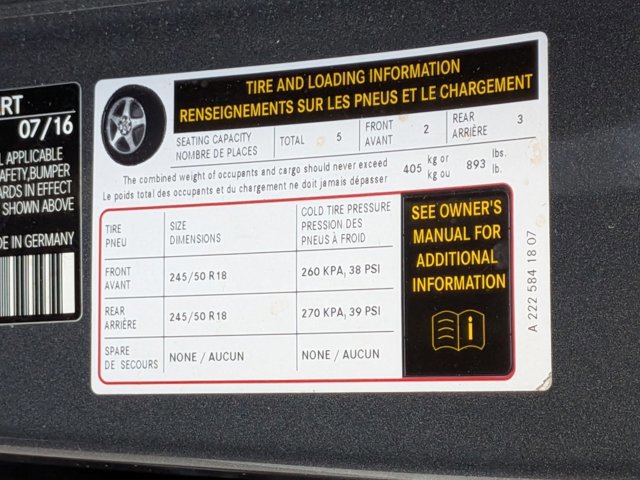 ART
07/16
APPLICABLE
SAFETY, BUMPER
ARDS IN EFFECT
SHOWN ABOVE
DE IN GERMANY
TIRE AND LOADING INFORMATION
RENSEIGNEMENTS SUR LES PNEUS ET LE CHARGEMENT
SEATING CAPACITY TOTAL 5 FRONT 2 REAR 3
NOMBRE DE PLACES AVANT ARRIÈRE
The combined weight of occupants and cargo should never exceed 405 kg or 893 lbs.
Le poids total des occupants et du chargement ne doit jamais dépasser kg ou lb.
TIRE SIZE COLD TIRE PRESSURE
PNEU DIMENSIONS PRESSION DES
PNEUS À FROID
FRONT 245/50 R18 260 KPA, 38 PSI
AVANT
REAR 245/50 R18 270 KPA, 39 PSI
ARRIÈRE
SPARE NONE / AUCUN NONE / AUCUN
DE SECOURS
SEE OWNER'S
MANUAL FOR
ADDITIONAL
INFORMATION
i
A 222 584 18 07